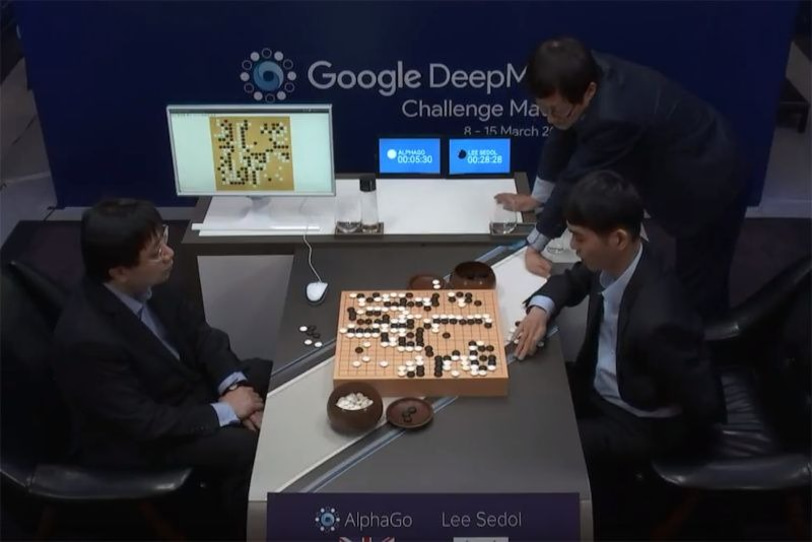 Google DeepM
Challenge Ma
8 - 15 March 20
ALPHAGO
00:05:30
LEE SEDOL
00:28:28
AlphaGo
Lee Sedol